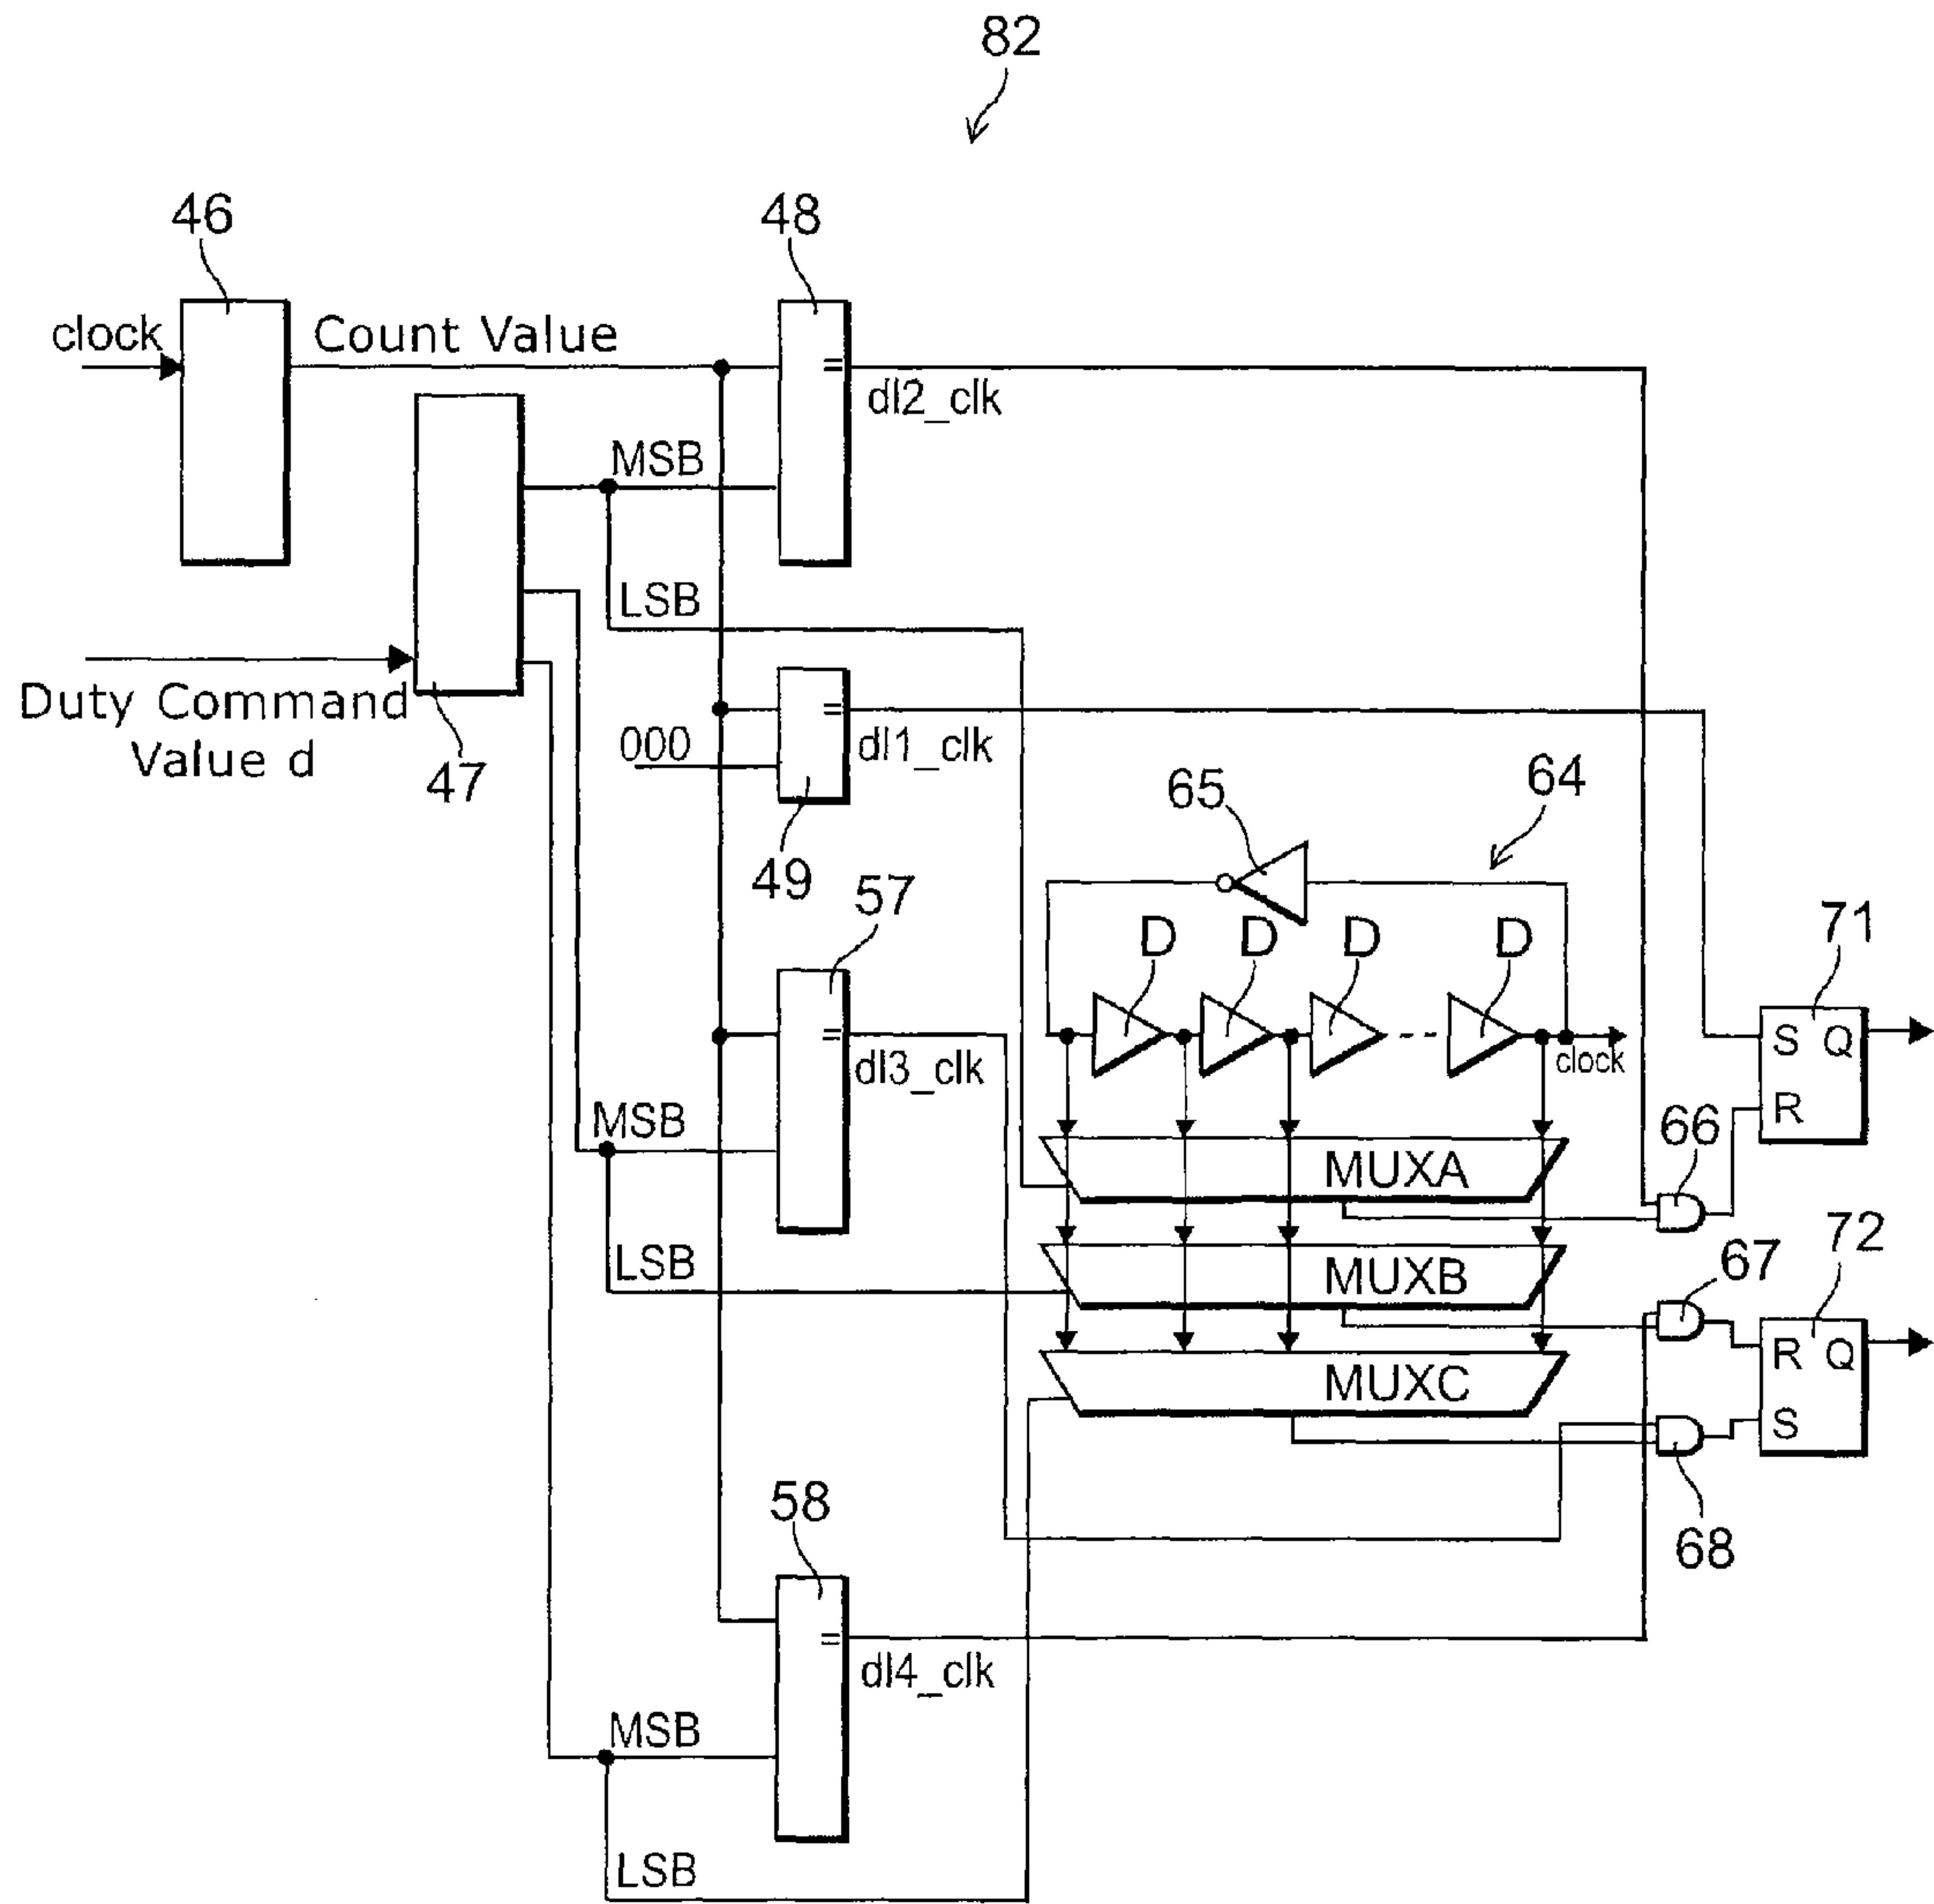 82
46
48
clock
Count Value
dl2_clk
MSB
LSB
Duty Command
Value d
47
000
dl1_clk
49
65
64
57
D
D
D
D
71
clock
S Q
R
dl3_clk
MSB
66
MUXA
72
LSB
MUXB
67
R Q
S
MUXC
58
68
dl4_clk
MSB
LSB
=
=
=
=